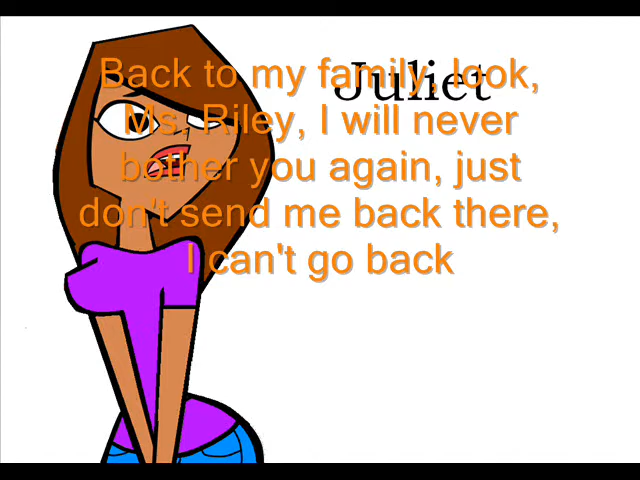 Juliet
Back to my family, look,
Ms. Riley, I will never
bother you again, just
don't send me back there,
I can't go back